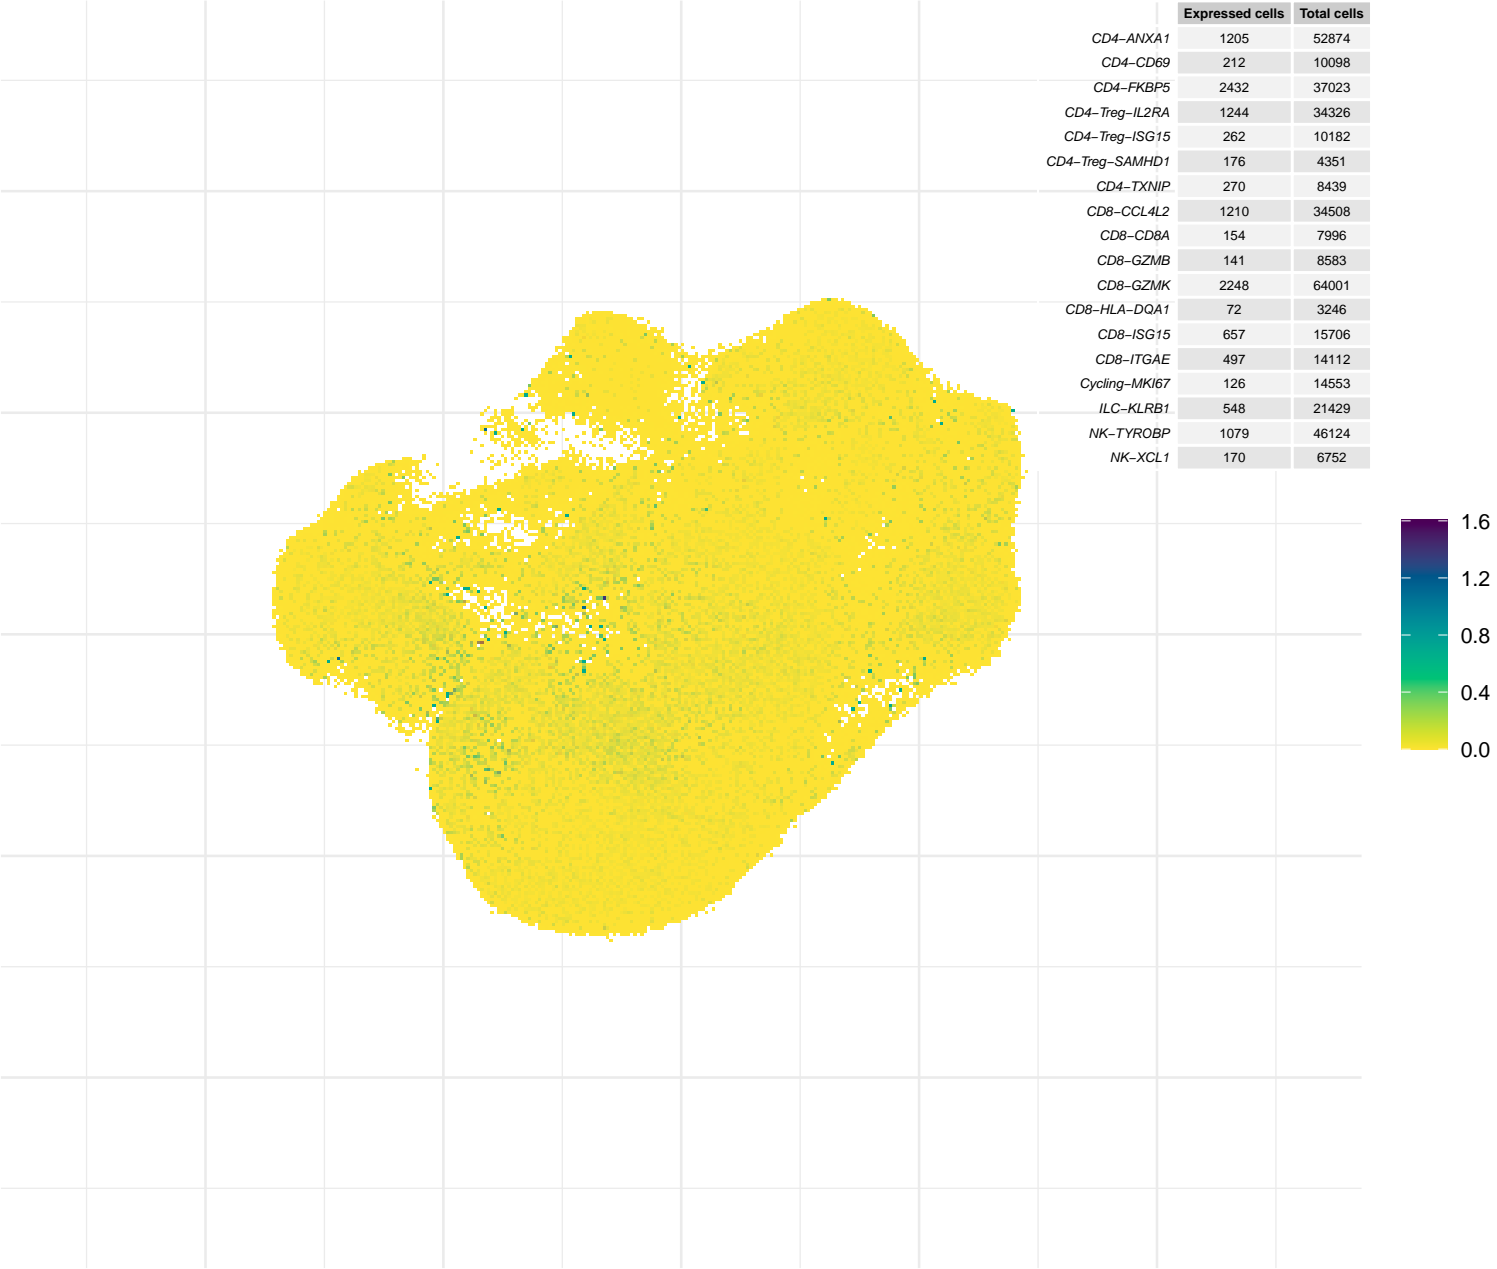 Expressed cells Total cells
CD4−ANXA1 1205 52874
CD4−CD69 212 10098
CD4−FKBP5 2432 37023
CD4−Treg−IL2RA 1244 34326
CD4−Treg−ISG15 262 10182
CD4−Treg−SAMHD1 176 4351
CD4−TXNIP 270 8439
CD8−CCL4L2 1210 34508
CD8−CD8A 154 7996
CD8−GZMB 141 8583
CD8−GZMK 2248 64001
CD8−HLA−DQA1 72 3246
CD8−ISG15 657 15706
CD8−ITGAE 497 14112
Cycling−MKI67 126 14553
ILC−KLRB1 548 21429
NK−TYROBP 1079 46124
NK−XCL1 170 6752
1.6
1.2
0.8
0.4
0.0